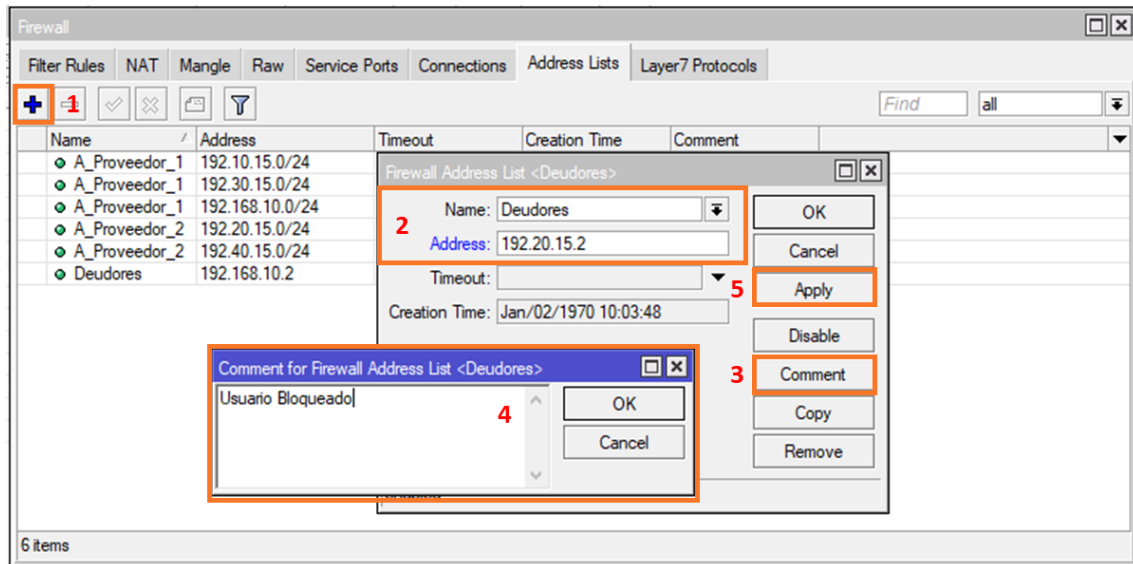 Firewall
Filter Rules NAT Mangle Raw Service Ports Connections Address Lists Layer7 Protocols
1 Find all
Name Address Timeout Creation Time Comment
A_Proveedor_1 192.10.15.0/24
A_Proveedor_1 192.30.15.0/24
A_Proveedor_1 192.168.10.0/24
A_Proveedor_2 192.20.15.0/24
A_Proveedor_2 192.40.15.0/24
Deudores 192.168.10.2
Firewall Address List <Deudores>
2
Name: Deudores
Address: 192.20.15.2
Timeout:
Creation Time: Jan/02/1970 10:03:48
OK
Cancel
5 Apply
Disable
3 Comment
Copy
Remove
Comment for Firewall Address List <Deudores>
Usuario Bloqueado
4
OK
Cancel
6 items